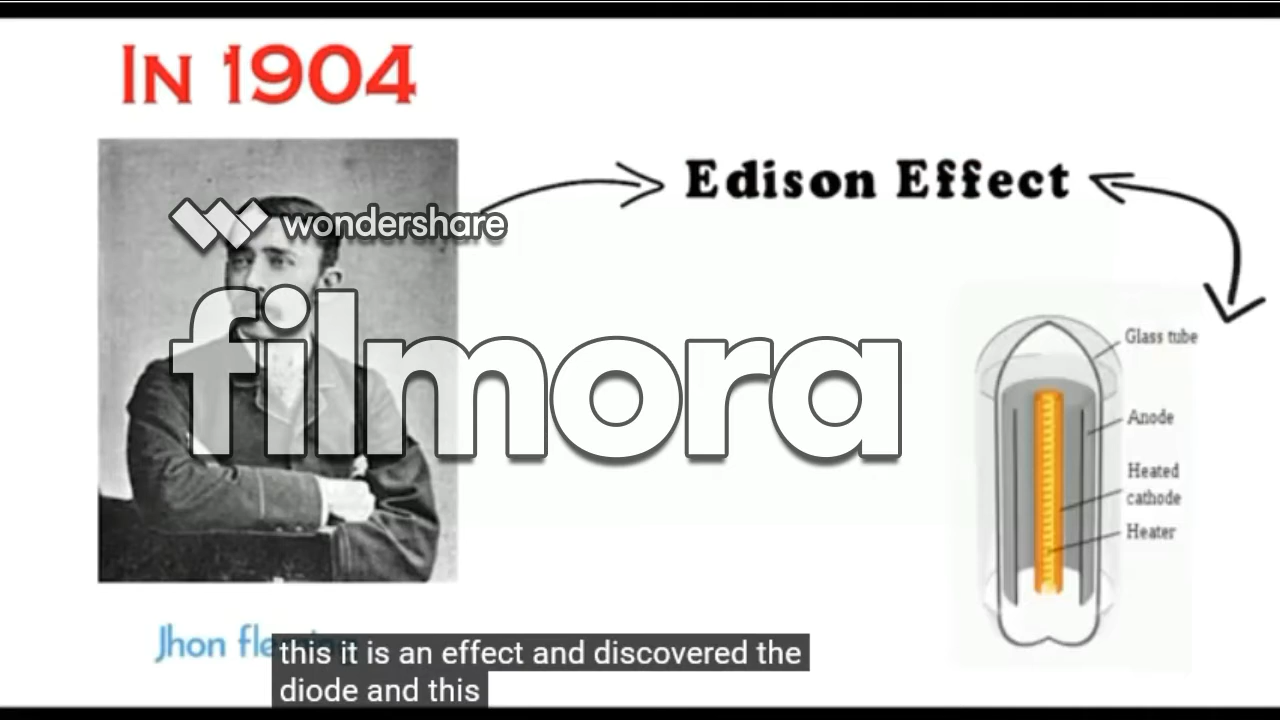 In 1904
Edison Effect
wondershare
filmora
Glass tube
Anode
Heated
cathode
Heater
Jhon
this it is an effect and discovered the
diode and this